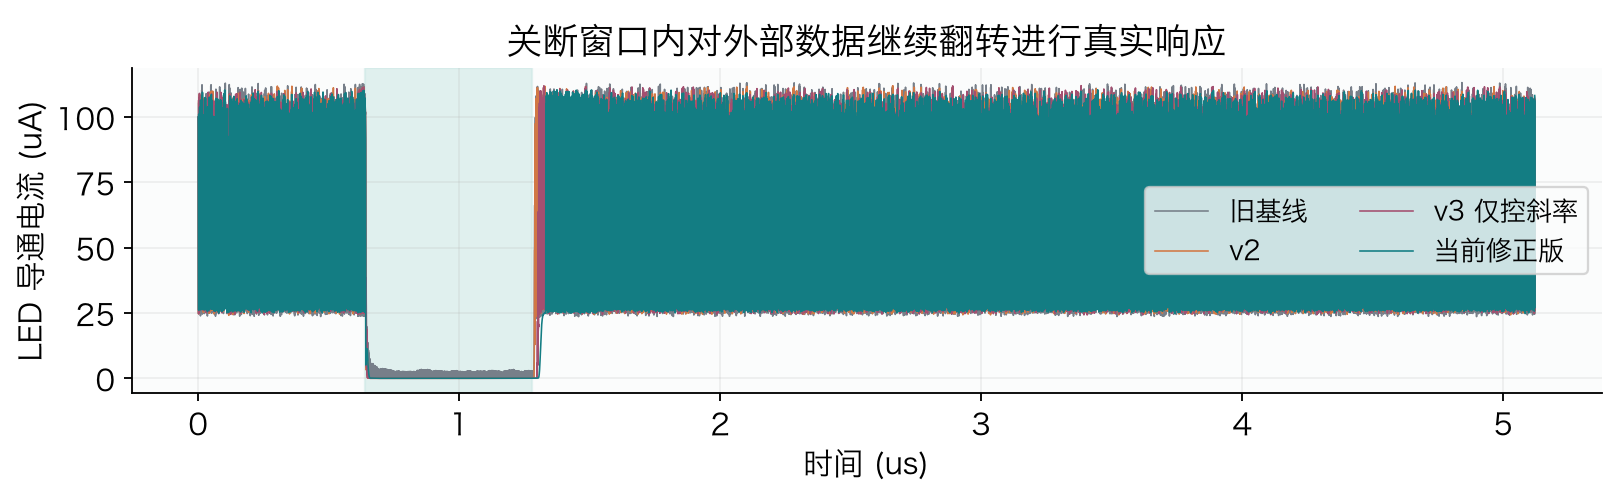 关断窗口内对外部数据继续翻转进行真实响应
LED 导通电流 (uA)
100
75
50
25
0
旧基线
v2
v3 仅控斜率
当前修正版
0 1 2 3 4 5
时间 (us)